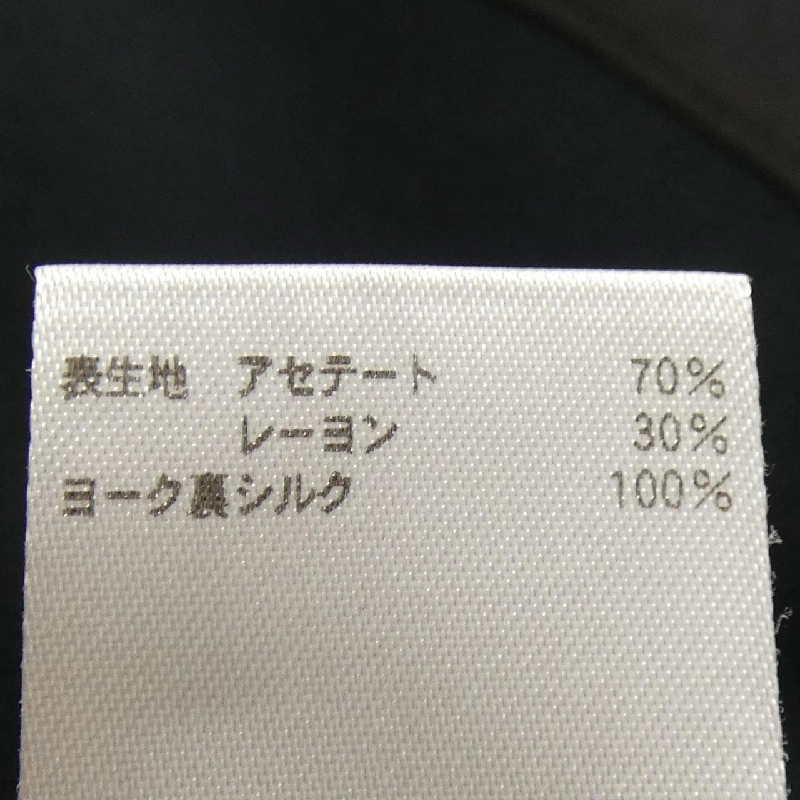 表生地 アセテート 70%
レーヨン 30%
ヨーク裏シルク 100%